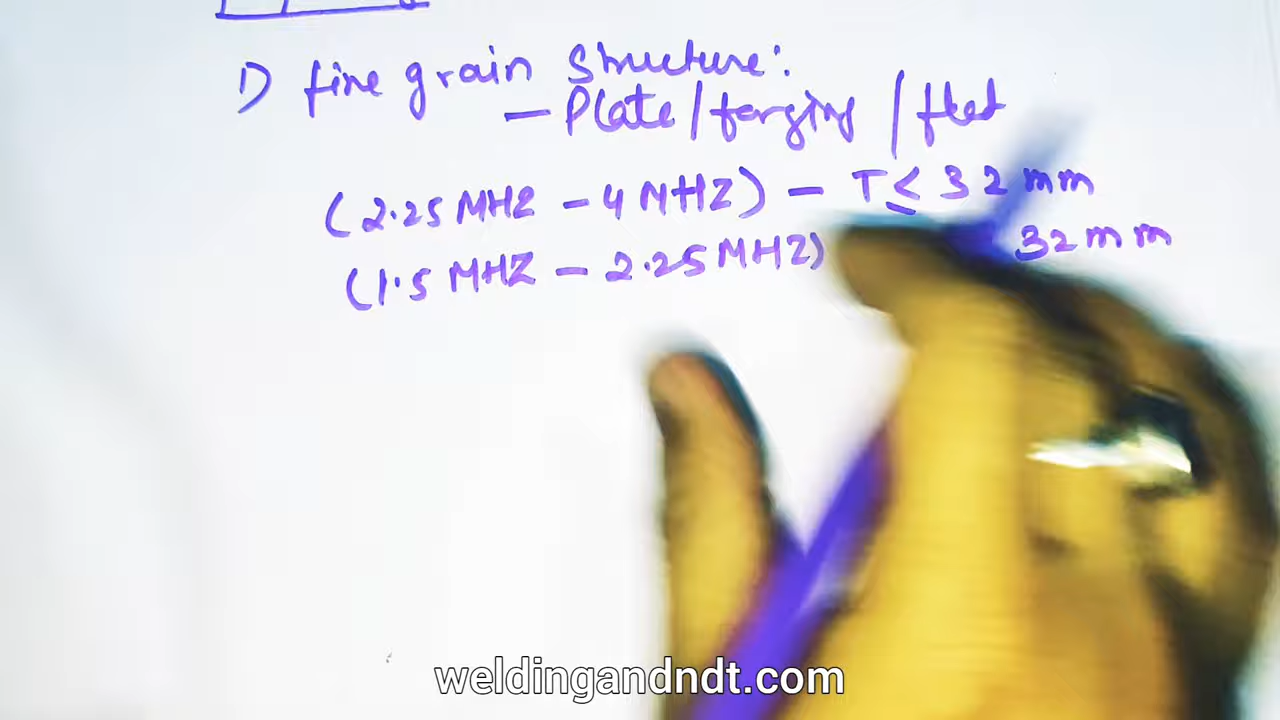 1) fine grain structure:
— Plate / forging / flat
(2.25 MHZ – 4 MHZ) – T ≤ 32 mm
(1.5 MHZ – 2.25 MHZ) 32 mm
weldingandndt.com